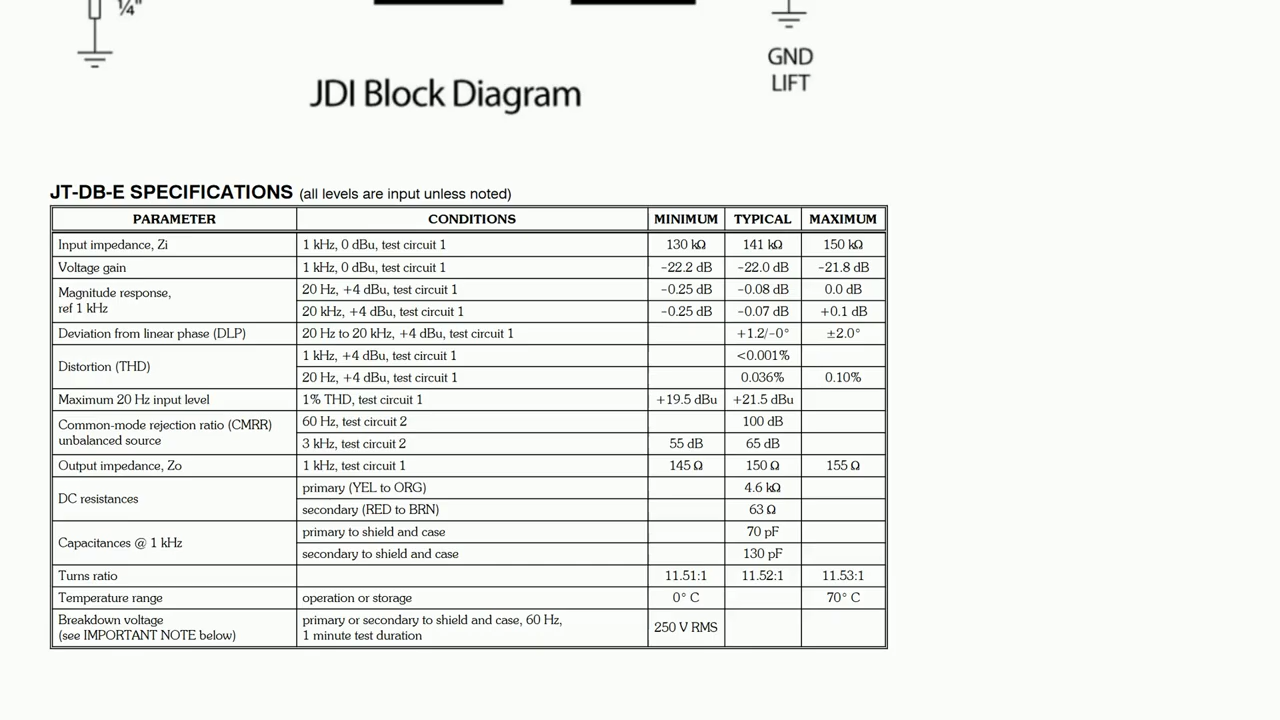 ¼"
GND
LIFT
JDI Block Diagram
JT-DB-E SPECIFICATIONS (all levels are input unless noted)
PARAMETER CONDITIONS MINIMUM TYPICAL MAXIMUM
Input impedance, Zi 1 kHz, 0 dBu, test circuit 1 130 kΩ 141 kΩ 150 kΩ
Voltage gain 1 kHz, 0 dBu, test circuit 1 −22.2 dB −22.0 dB −21.8 dB
Magnitude response,
ref 1 kHz
20 Hz, +4 dBu, test circuit 1 −0.25 dB −0.08 dB 0.0 dB
20 kHz, +4 dBu, test circuit 1 −0.25 dB −0.07 dB +0.1 dB
Deviation from linear phase (DLP) 20 Hz to 20 kHz, +4 dBu, test circuit 1 +1.2/−0° ±2.0°
Distortion (THD)
1 kHz, +4 dBu, test circuit 1 <0.001%
20 Hz, +4 dBu, test circuit 1 0.036% 0.10%
Maximum 20 Hz input level 1% THD, test circuit 1 +19.5 dBu +21.5 dBu
Common-mode rejection ratio (CMRR)
unbalanced source
60 Hz, test circuit 2 100 dB
3 kHz, test circuit 2 55 dB 65 dB
Output impedance, Zo 1 kHz, test circuit 1 145 Ω 150 Ω 155 Ω
DC resistances
primary (YEL to ORG) 4.6 kΩ
secondary (RED to BRN) 63 Ω
Capacitances @ 1 kHz
primary to shield and case 70 pF
secondary to shield and case 130 pF
Turns ratio 11.51:1 11.52:1 11.53:1
Temperature range operation or storage 0° C 70° C
Breakdown voltage
(see IMPORTANT NOTE below)
primary or secondary to shield and case, 60 Hz,
1 minute test duration
250 V RMS